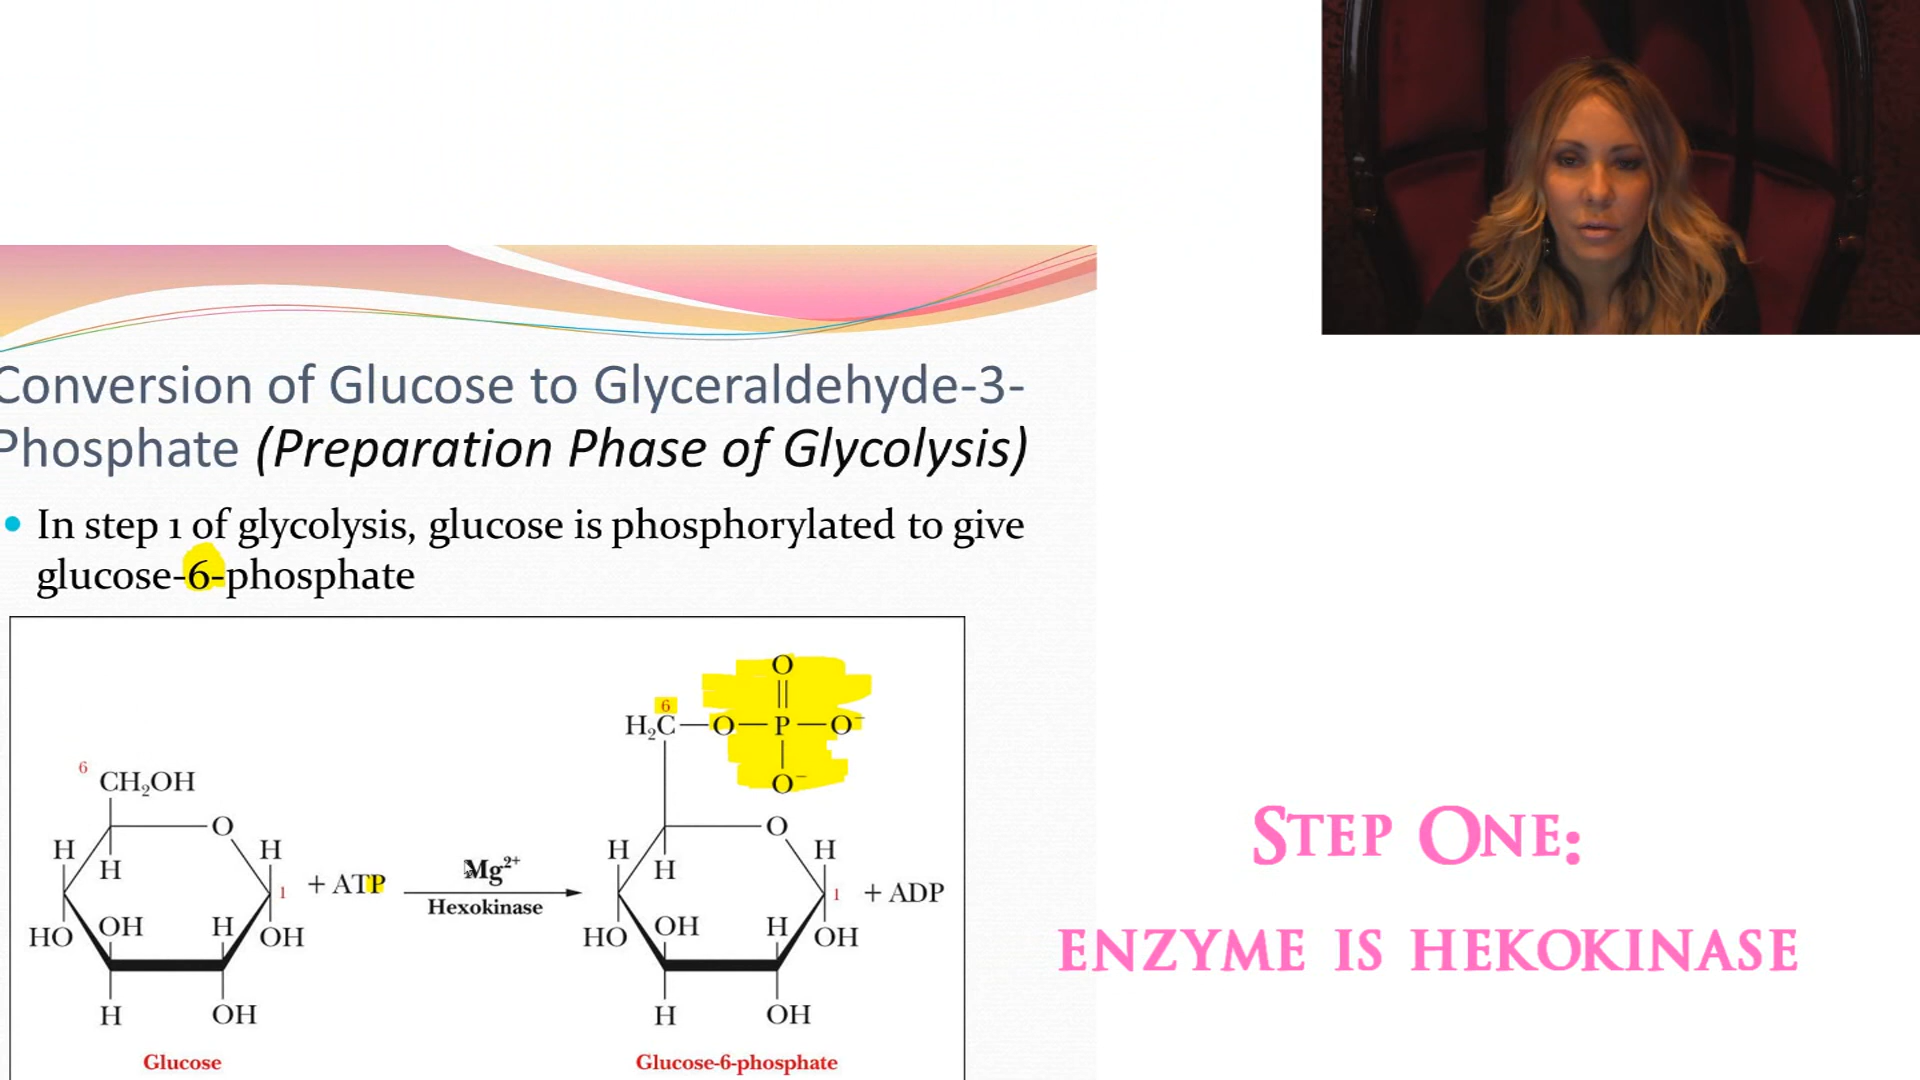 Conversion of Glucose to Glyceraldehyde-3-
Phosphate (Preparation Phase of Glycolysis)
• In step 1 of glycolysis, glucose is phosphorylated to give
glucose-6-phosphate
O
6
H₂C—O—P—O⁻
O⁻
6
CH₂OH
O
H
H
H
1
+ ATP
HO
OH
H
OH
H
OH
Glucose
Mg²⁺
Hexokinase
O
H
H
H
1
+ ADP
HO
OH
H
OH
H
OH
Glucose-6-phosphate
Step One:
enzyme is hekokinase